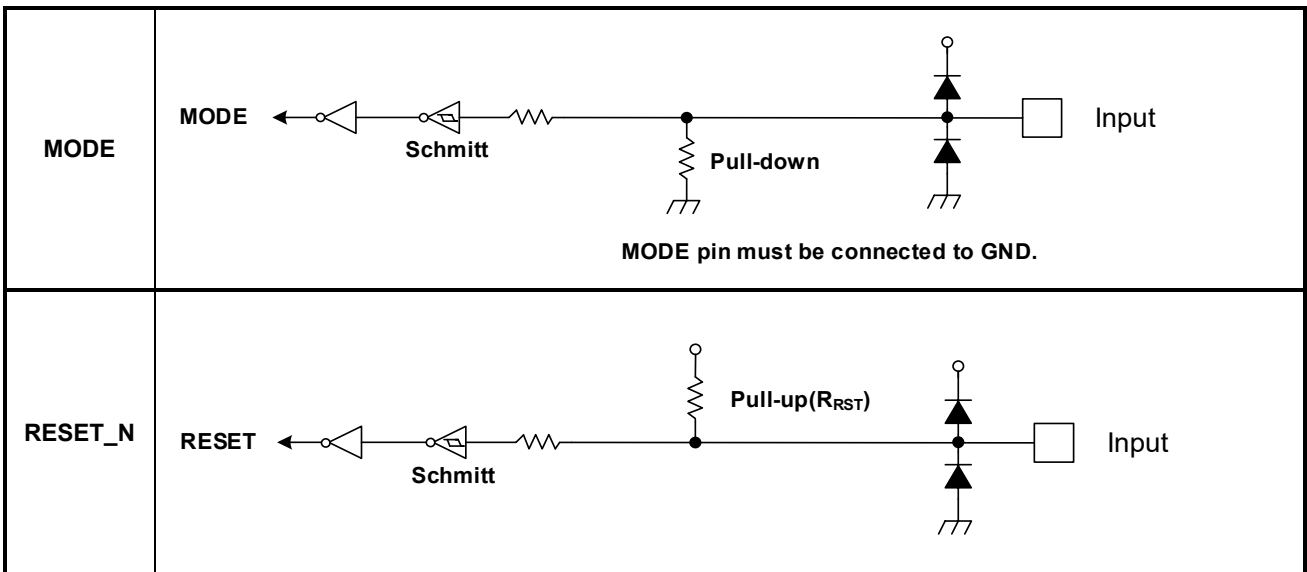 MODE
MODE
Schmitt
Pull-down
Input
MODE pin must be connected to GND.
RESET_N
RESET
Schmitt
Pull-up(RRST)
Input